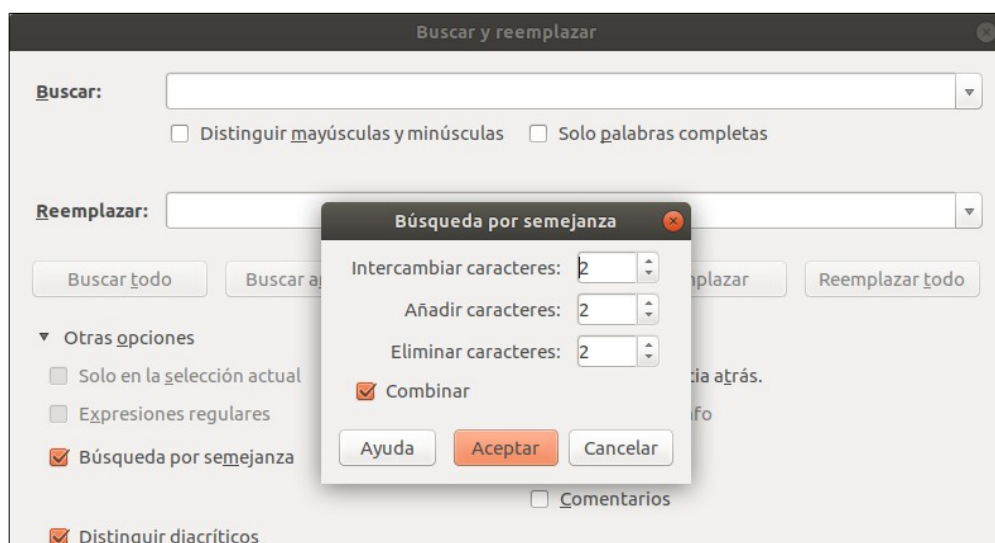 Buscar y reemplazar
Buscar:
Distinguir mayúsculas y minúsculas Solo palabras completas
Reemplazar:
Búsqueda por semejanza
Intercambiar caracteres: 2
Añadir caracteres: 2
Eliminar caracteres: 2
Combinar
Ayuda Aceptar Cancelar
Buscar todo Buscar Reemplazar todo
Otras opciones
Solo en la selección actual atrás.
Expresiones regulares
Búsqueda por semejanza
Comentarios
Distinguir diacríticos